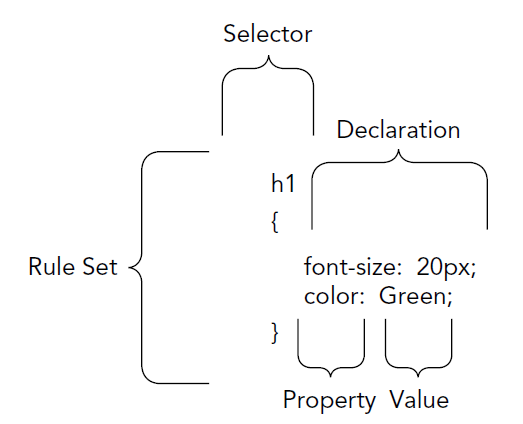 Selector
Declaration
h1
{
Rule Set
font-size: 20px;
color: Green;
}
Property Value